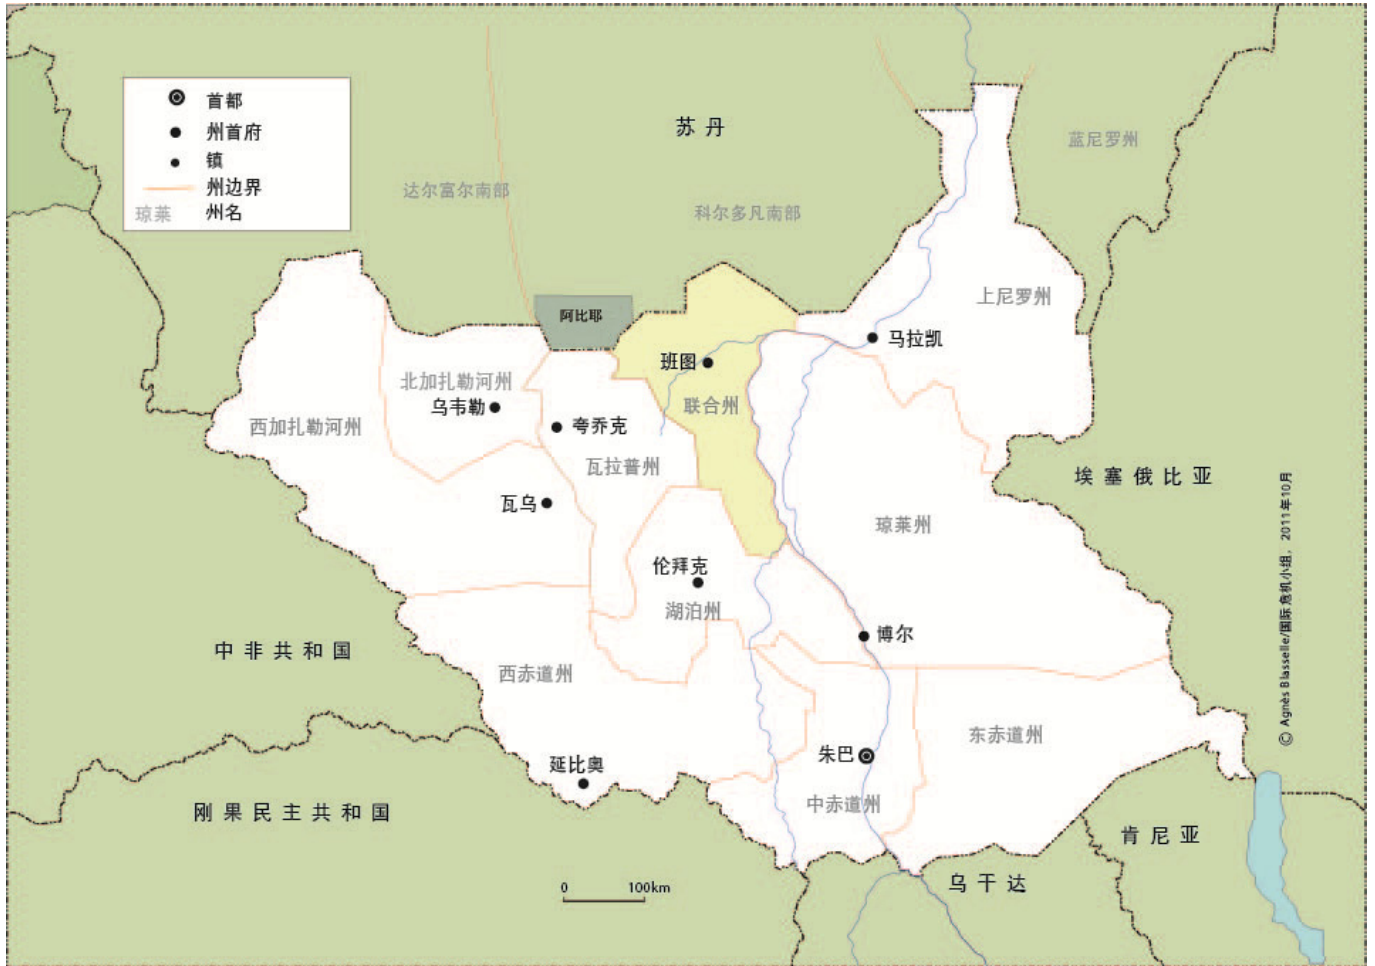 首都
州首府
镇
州边界
琼莱 州名
苏丹
蓝尼罗州
达尔富尔南部
科尔多凡南部
上尼罗州
阿比耶
马拉凯
班图
北加扎勒河州
联合州
乌韦勒
西加扎勒河州
夸乔克
瓦拉普州
埃塞俄比亚
瓦乌
琼莱州
伦拜克
湖泊州
博尔
中非共和国
西赤道州
东赤道州
朱巴
延比奥
中赤道州
刚果民主共和国
肯尼亚
乌干达
0 100km
© Agnès Blasselle/国际危机小组，2011年10月